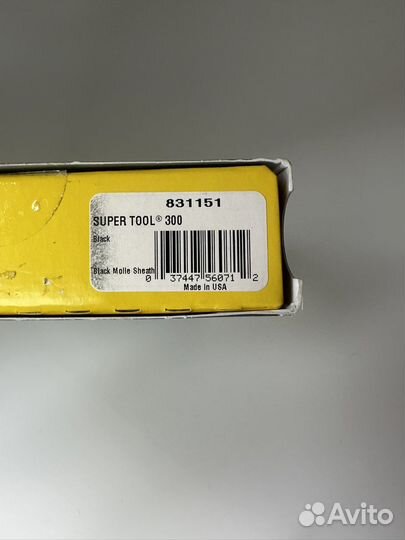 831151
SUPER TOOL® 300
Black
Black Molle Sheath
0 37447 56071 2
Made in USA
Avito